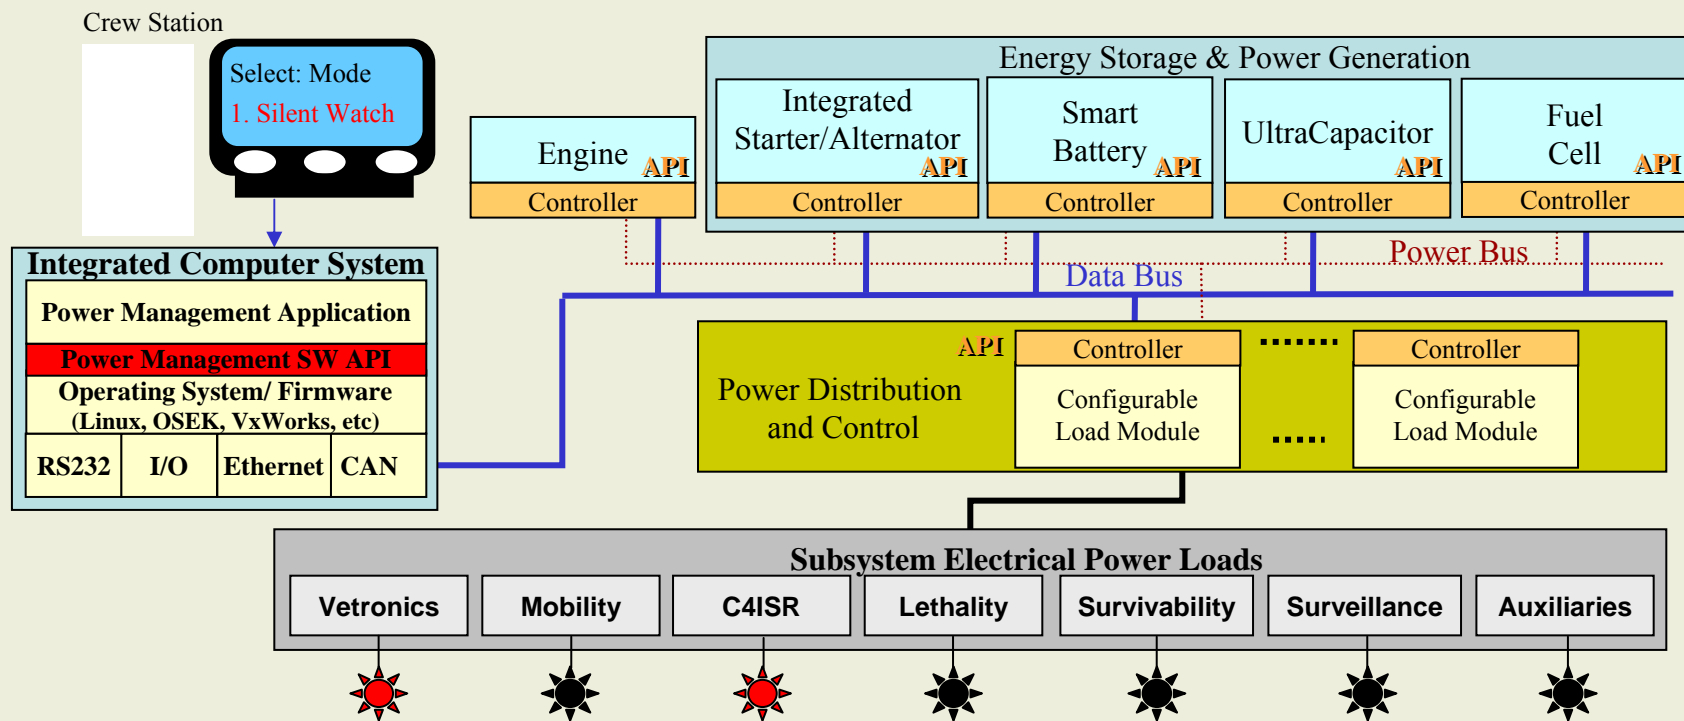 Crew Station
Select: Mode
1. Silent Watch
Energy Storage & Power Generation
Engine
API
Controller
Integrated
Starter/Alternator
API
Controller
Smart
Battery
API
Controller
UltraCapacitor
API
Controller
Fuel
Cell
API
Controller
Power Bus
Data Bus
Integrated Computer System
Power Management Application
Power Management SW API
Operating System/ Firmware
(Linux, OSEK, VxWorks, etc)
RS232
I/O
Ethernet
CAN
Power Distribution
and Control
API
Controller
Configurable
Load Module
Controller
Configurable
Load Module
Subsystem Electrical Power Loads
Vetronics
Mobility
C4ISR
Lethality
Survivability
Surveillance
Auxiliaries